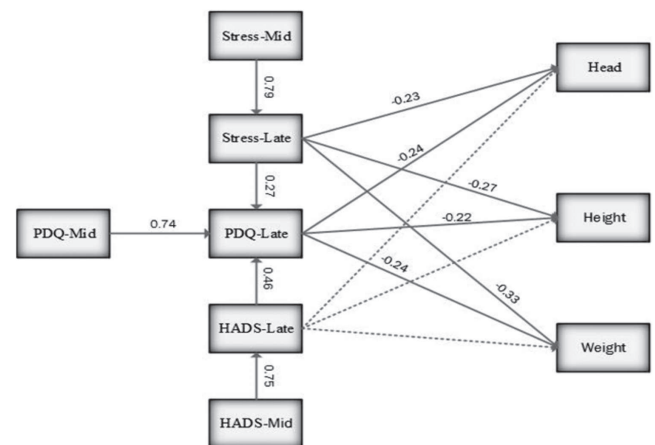 Stress-Mid
Head
0.79
-0.23
Stress-Late
-0.24
0.27
-0.27
PDQ-Mid
0.74
PDQ-Late
-0.22
Height
-0.24
0.46
-0.33
HADS-Late
Weight
0.75
HADS-Mid